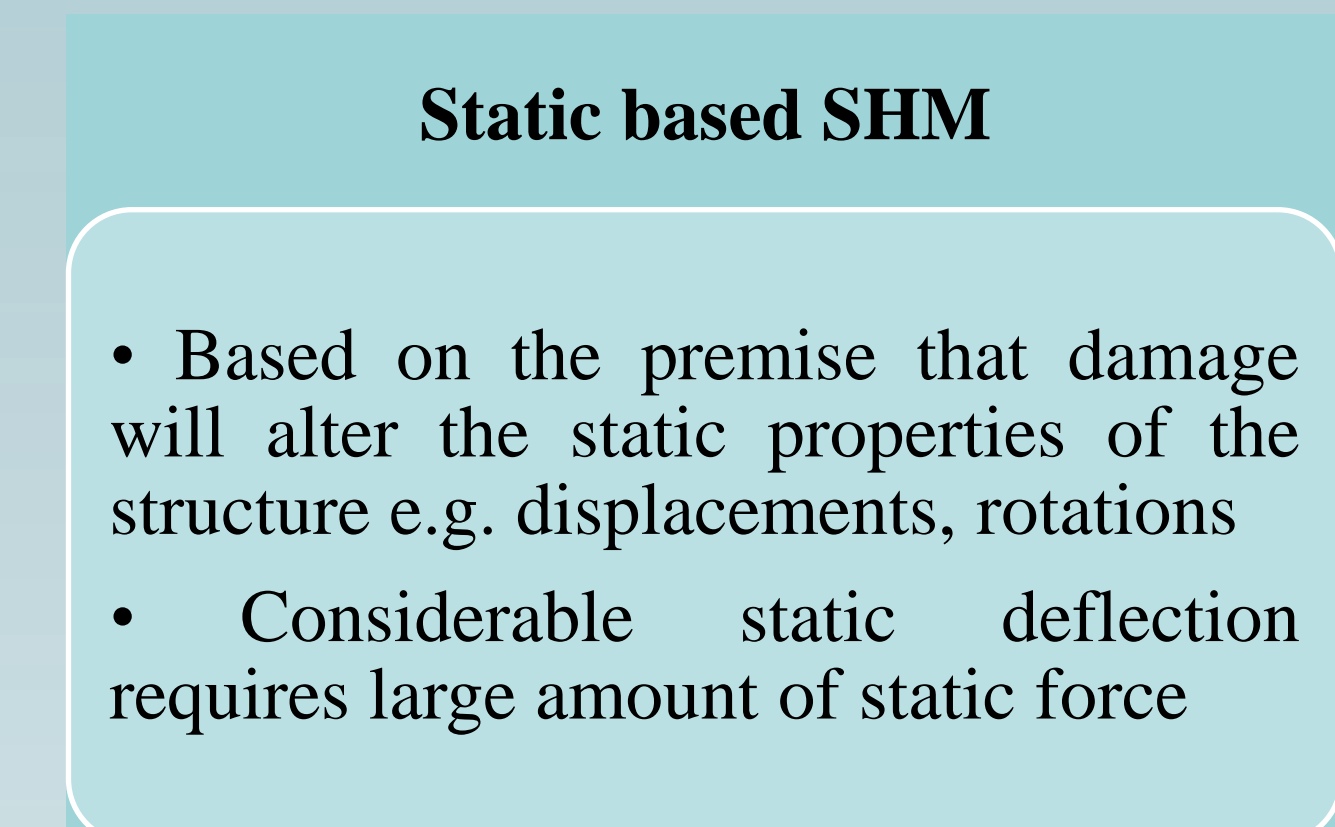 Static based SHM
• Based on the premise that damage
will alter the static properties of the
structure e.g. displacements, rotations
• Considerable static deflection
requires large amount of static force